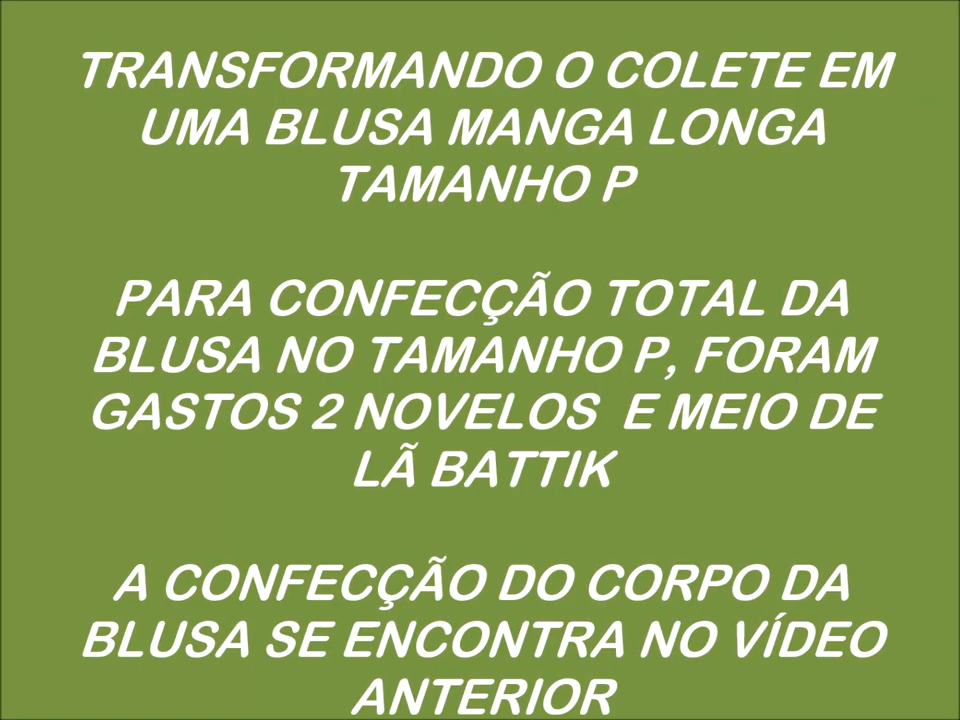 TRANSFORMANDO O COLETE EM
UMA BLUSA MANGA LONGA
TAMANHO P
PARA CONFECÇÃO TOTAL DA
BLUSA NO TAMANHO P, FORAM
GASTOS 2 NOVELOS  E MEIO DE
LÃ BATTIK
A CONFECÇÃO DO CORPO DA
BLUSA SE ENCONTRA NO VÍDEO
ANTERIOR